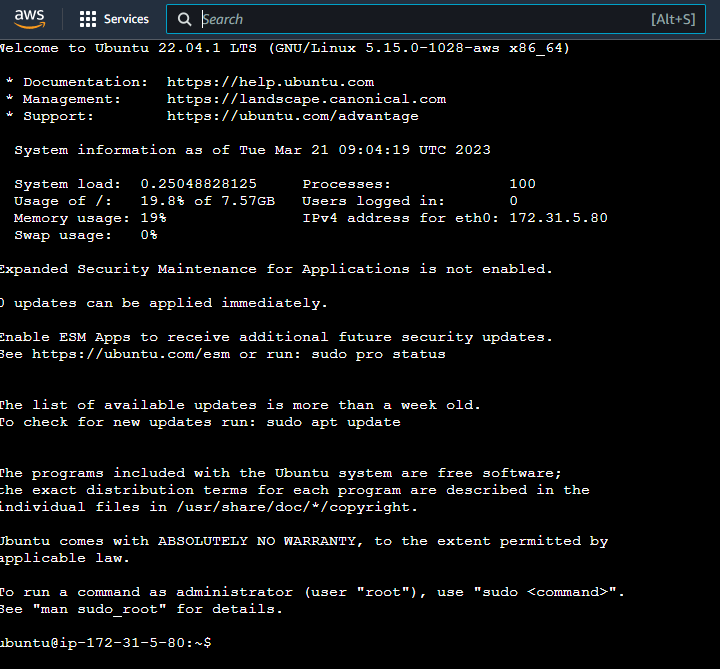 aws Services Search [Alt+S]
Welcome to Ubuntu 22.04.1 LTS (GNU/Linux 5.15.0-1028-aws x86_64)
* Documentation: https://help.ubuntu.com
* Management: https://landscape.canonical.com
* Support: https://ubuntu.com/advantage
System information as of Tue Mar 21 09:04:19 UTC 2023
System load: 0.25048828125 Processes: 100
Usage of /: 19.8% of 7.57GB Users logged in: 0
Memory usage: 19% IPv4 address for eth0: 172.31.5.80
Swap usage: 0%
Expanded Security Maintenance for Applications is not enabled.
0 updates can be applied immediately.
Enable ESM Apps to receive additional future security updates.
See https://ubuntu.com/esm or run: sudo pro status
The list of available updates is more than a week old.
To check for new updates run: sudo apt update
The programs included with the Ubuntu system are free software;
the exact distribution terms for each program are described in the
individual files in /usr/share/doc/*/copyright.
Ubuntu comes with ABSOLUTELY NO WARRANTY, to the extent permitted by
applicable law.
To run a command as administrator (user "root"), use "sudo <command>".
See "man sudo_root" for details.
ubuntu@ip-172-31-5-80:~$